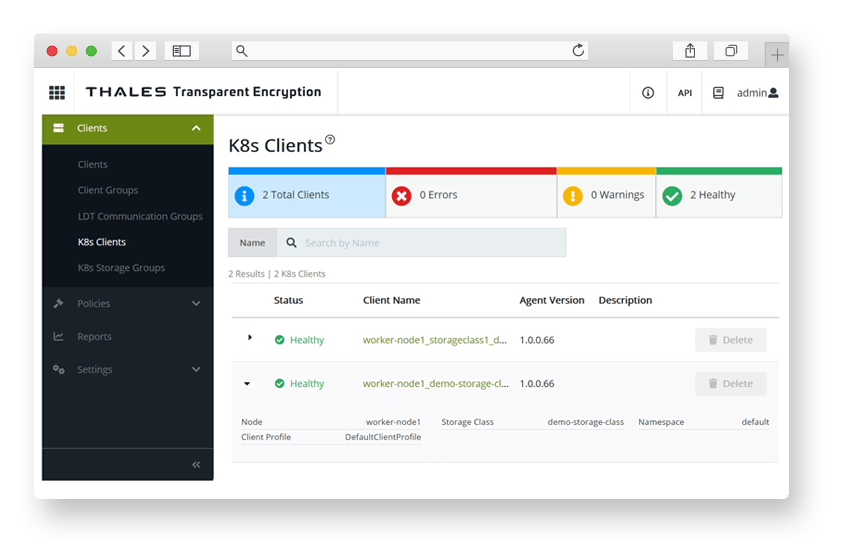 THALES Transparent Encryption
API
admin
Clients
Clients
Client Groups
LDT Communication Groups
K8s Clients
K8s Storage Groups
Policies
Reports
Settings
K8s Clients
2 Total Clients
0 Errors
0 Warnings
2 Healthy
Name Search by Name
2 Results | 2 K8s Clients
Status Client Name Agent Version Description
Healthy worker-node1_storageclass1_d... 1.0.0.66 Delete
Healthy worker-node1_demo-storage-cl... 1.0.0.66 Delete
Node worker-node1 Storage Class demo-storage-class Namespace default
Client Profile DefaultClientProfile